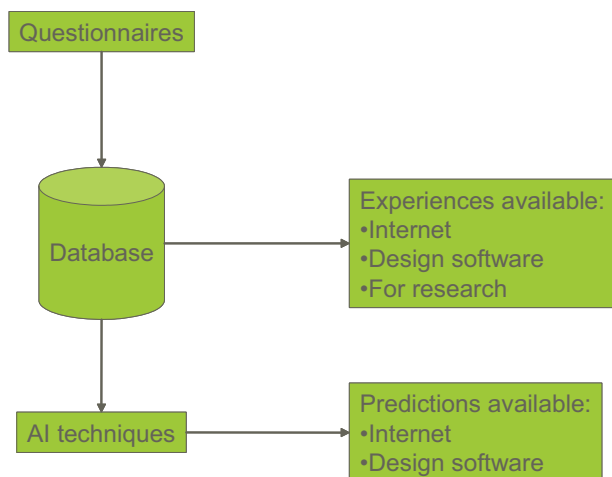 Questionnaires
Database
Experiences available:
•Internet
•Design software
•For research
AI techniques
Predictions available:
•Internet
•Design software